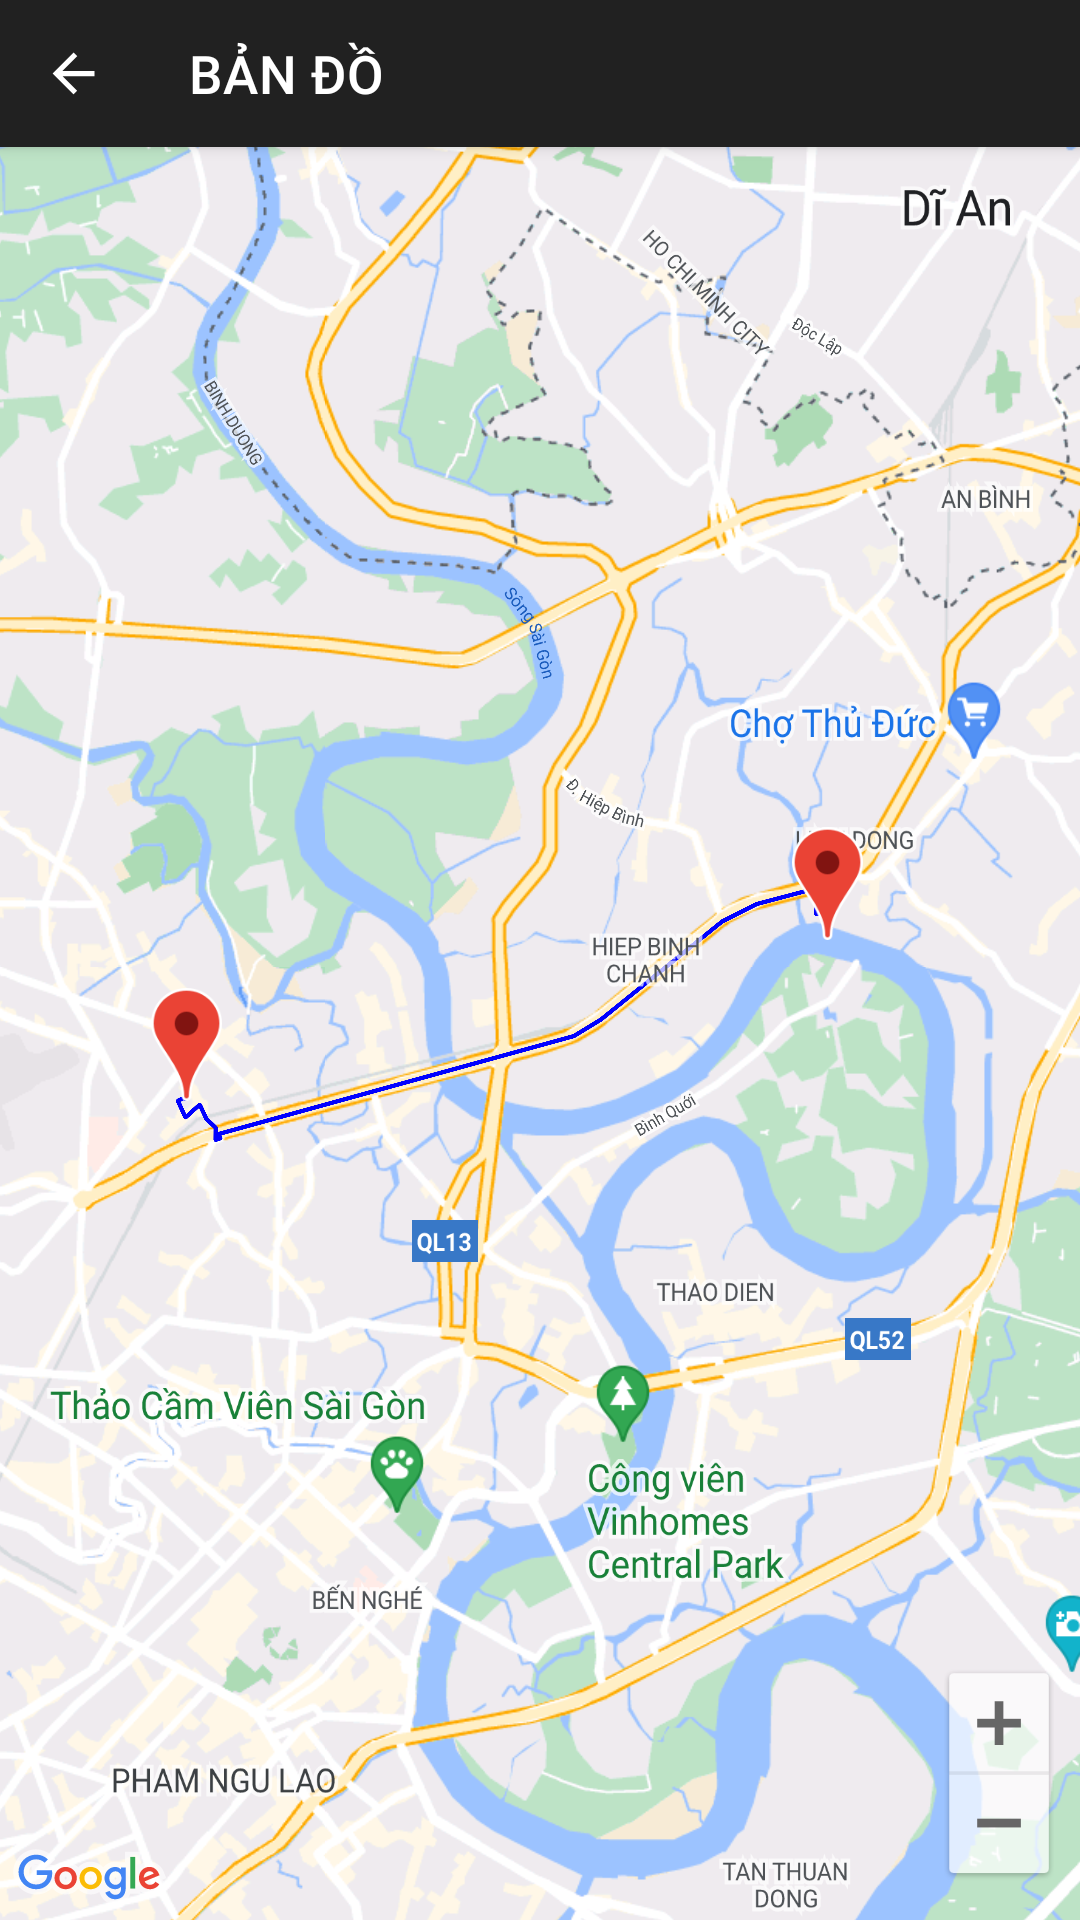 BẢN ĐỒ
Dĩ An
HO CHI MINH CITY
Độc Lập
BINH DUONG
AN BÌNH
Sông Sài Gòn
Chợ Thủ Đức
Đ. Hiệp Bình
DONG
HIEP BINH
CHANH
Bình Quới
QL13
THAO DIEN
QL52
Thảo Cầm Viên Sài Gòn
Công viên
Vinhomes
Central Park
BẾN NGHÉ
+
PHAM NGU LAO
−
Google
TAN THUAN
DONG